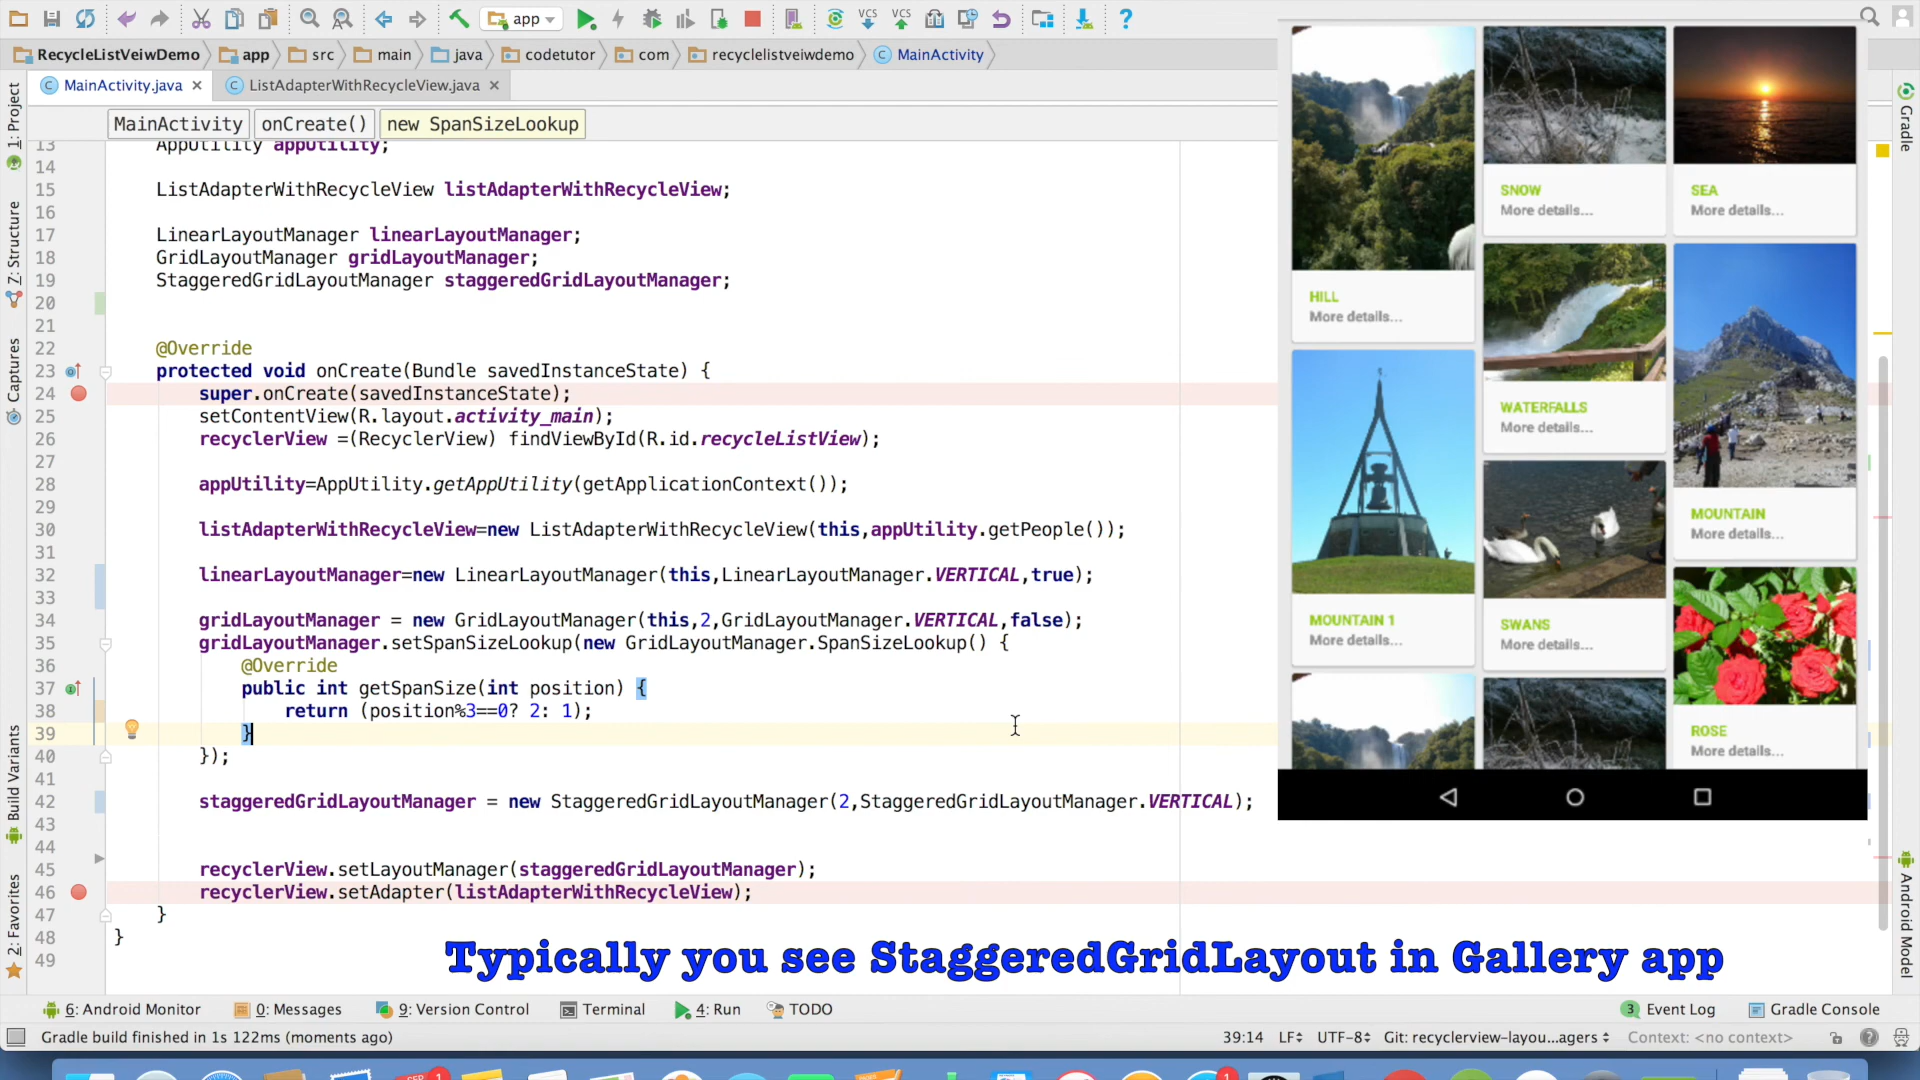 app
RecycleListVeiwDemo
app
src
main
java
codetutor
com
recyclelistveiwdemo
MainActivity
MainActivity.java
ListAdapterWithRecycleView.java
MainActivity
onCreate()
new SpanSizeLookup
1: Project
7: Structure
Captures
Build Variants
2: Favorites
13 AppUtility appUtility;
14
15 ListAdapterWithRecycleView listAdapterWithRecycleView;
16
17 LinearLayoutManager linearLayoutManager;
18 GridLayoutManager gridLayoutManager;
19 StaggeredGridLayoutManager staggeredGridLayoutManager;
20
21
22 @Override
23 protected void onCreate(Bundle savedInstanceState) {
24 super.onCreate(savedInstanceState);
25 setContentView(R.layout.activity_main);
26 recyclerView =(RecyclerView) findViewById(R.id.recycleListView);
27
28 appUtility=AppUtility.getAppUtility(getApplicationContext());
29
30 listAdapterWithRecycleView=new ListAdapterWithRecycleView(this,appUtility.getPeople());
31
32 linearLayoutManager=new LinearLayoutManager(this,LinearLayoutManager.VERTICAL,true);
33
34 gridLayoutManager = new GridLayoutManager(this,2,GridLayoutManager.VERTICAL,false);
35 gridLayoutManager.setSpanSizeLookup(new GridLayoutManager.SpanSizeLookup() {
36 @Override
37 public int getSpanSize(int position) {
38 return (position%3==0? 2: 1);
39 }
40 });
41
42 staggeredGridLayoutManager = new StaggeredGridLayoutManager(2,StaggeredGridLayoutManager.VERTICAL);
43
44
45 recyclerView.setLayoutManager(staggeredGridLayoutManager);
46 recyclerView.setAdapter(listAdapterWithRecycleView);
47 }
48 }
49
HILL
More details...
MOUNTAIN 1
More details...
SNOW
More details...
WATERFALLS
More details...
SWANS
More details...
SEA
More details...
MOUNTAIN
More details...
ROSE
More details...
Gradle
Android Model
Typically you see StaggeredGridLayout in Gallery app
6: Android Monitor
0: Messages
9: Version Control
Terminal
4: Run
TODO
3 Event Log
Gradle Console
Gradle build finished in 1s 122ms (moments ago)
39:14
LF
UTF-8
Git: recyclerview-layou...agers
Context: <no context>